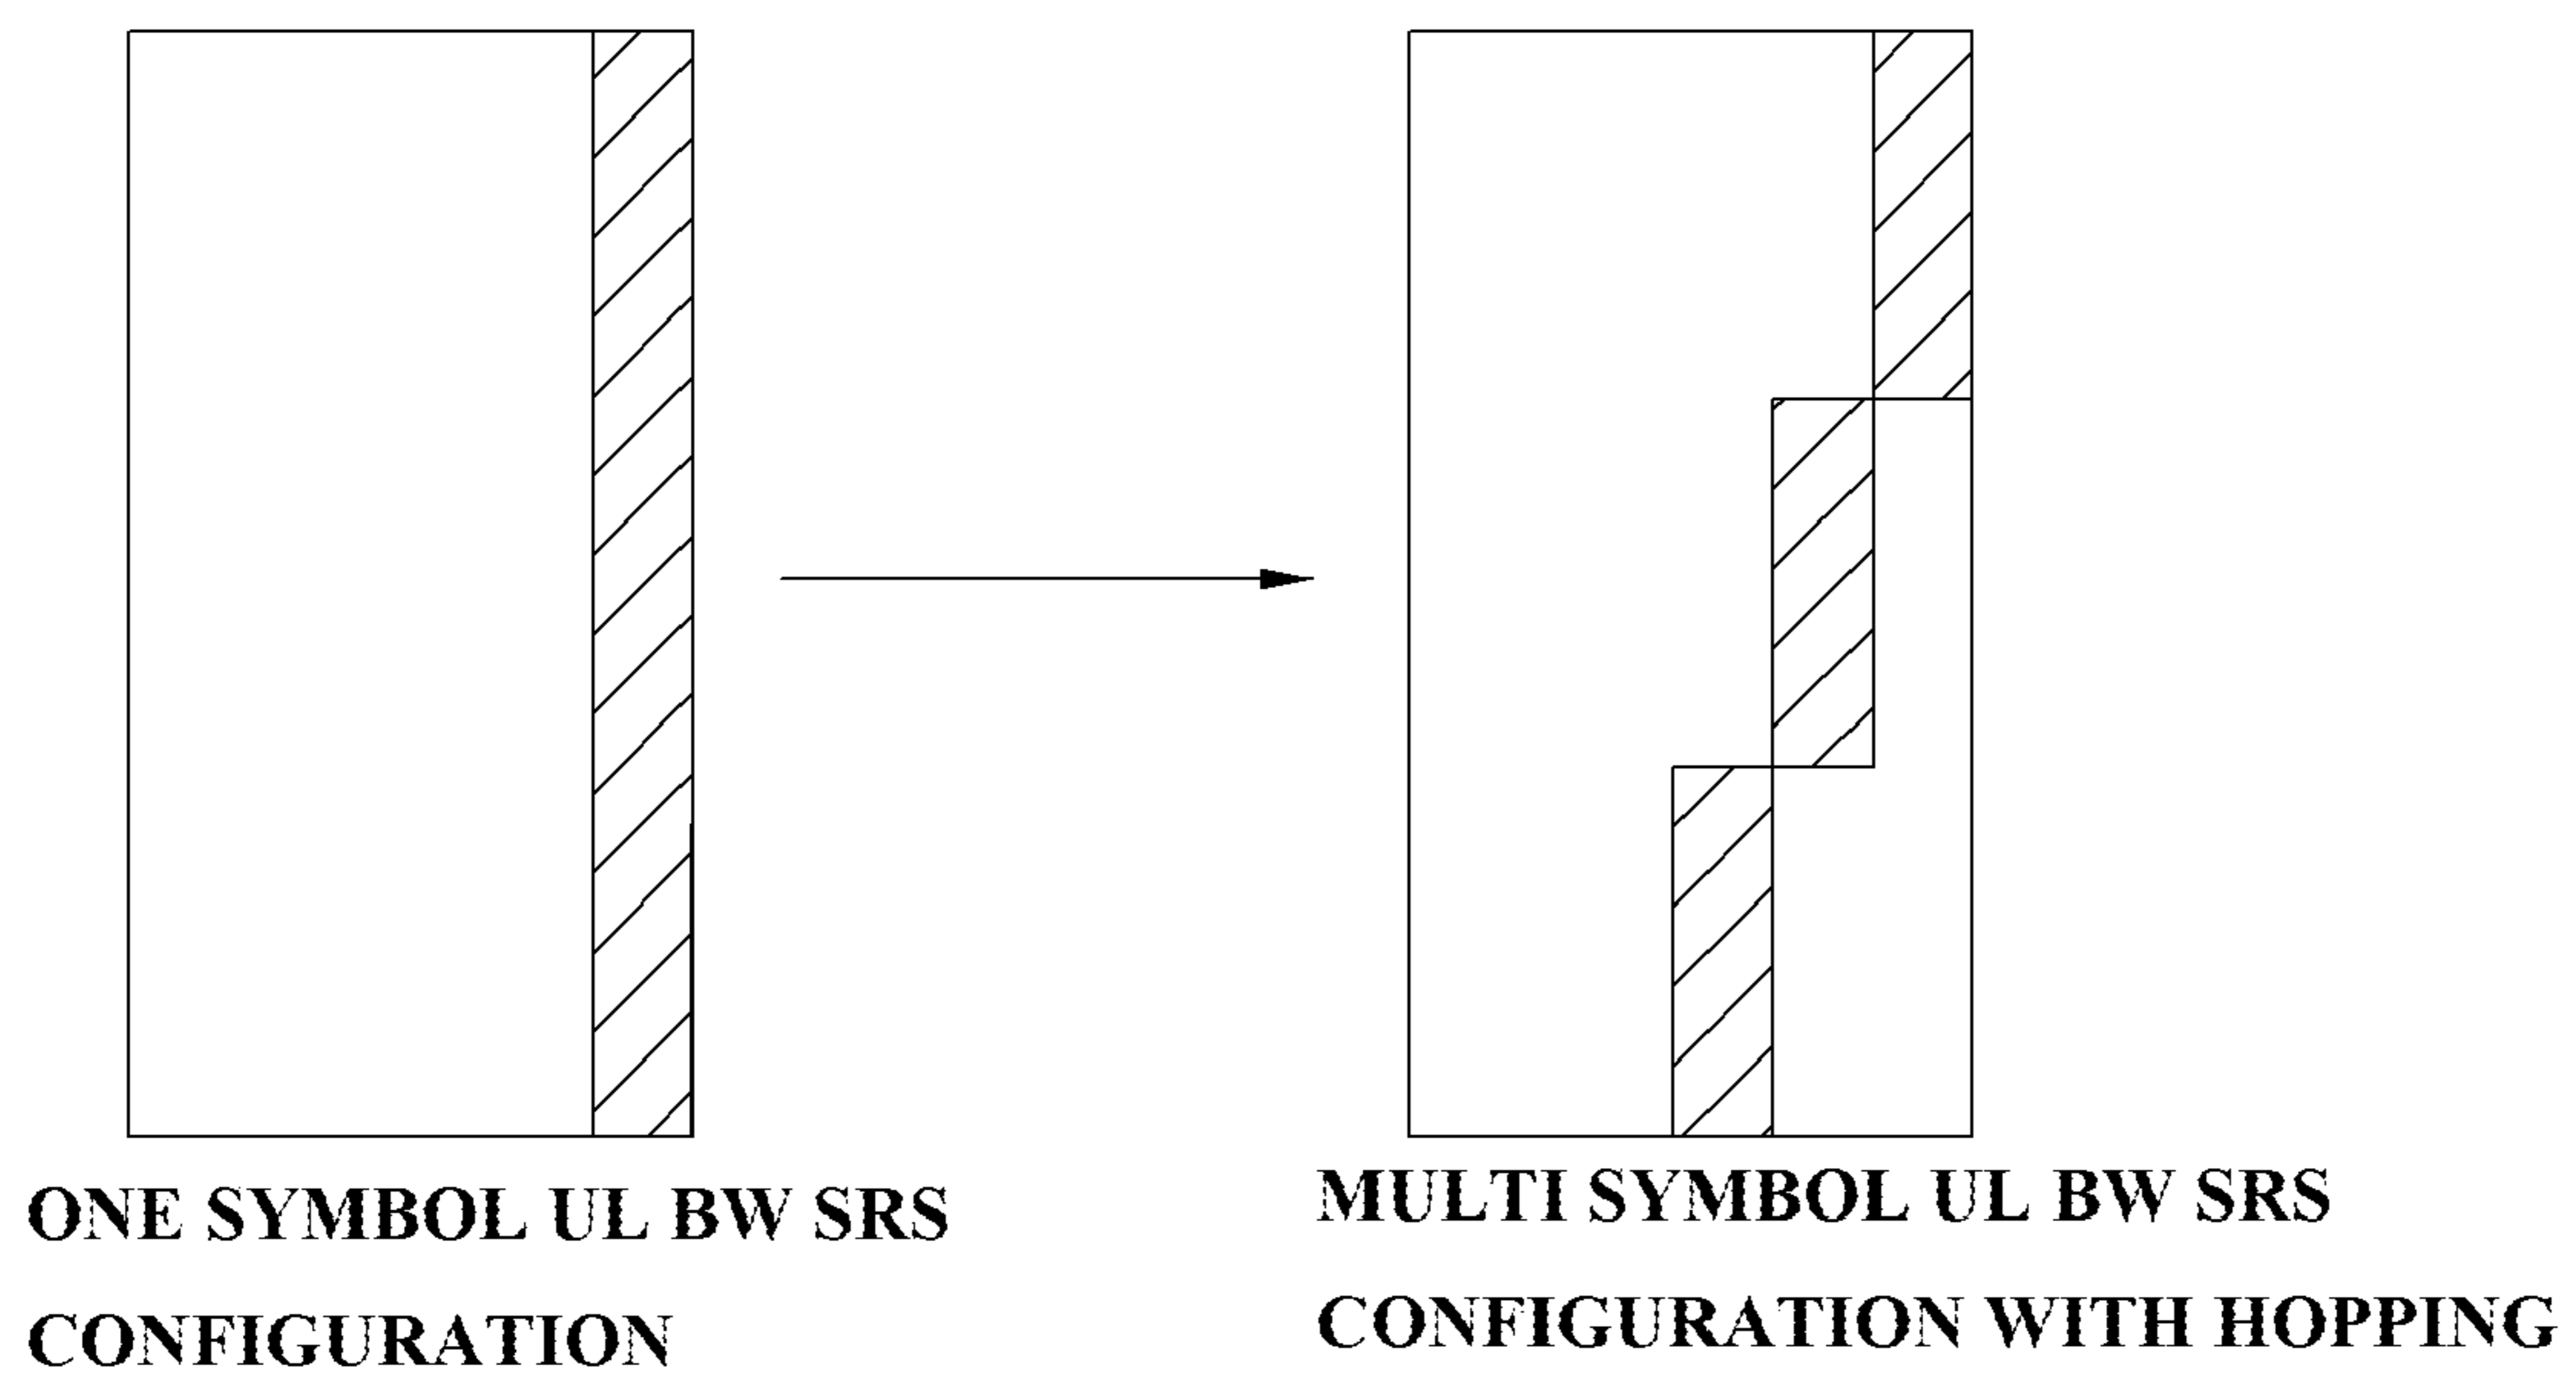 ONE SYMBOL UL BW SRS
CONFIGURATION
MULTI SYMBOL UL BW SRS
CONFIGURATION WITH HOPPING